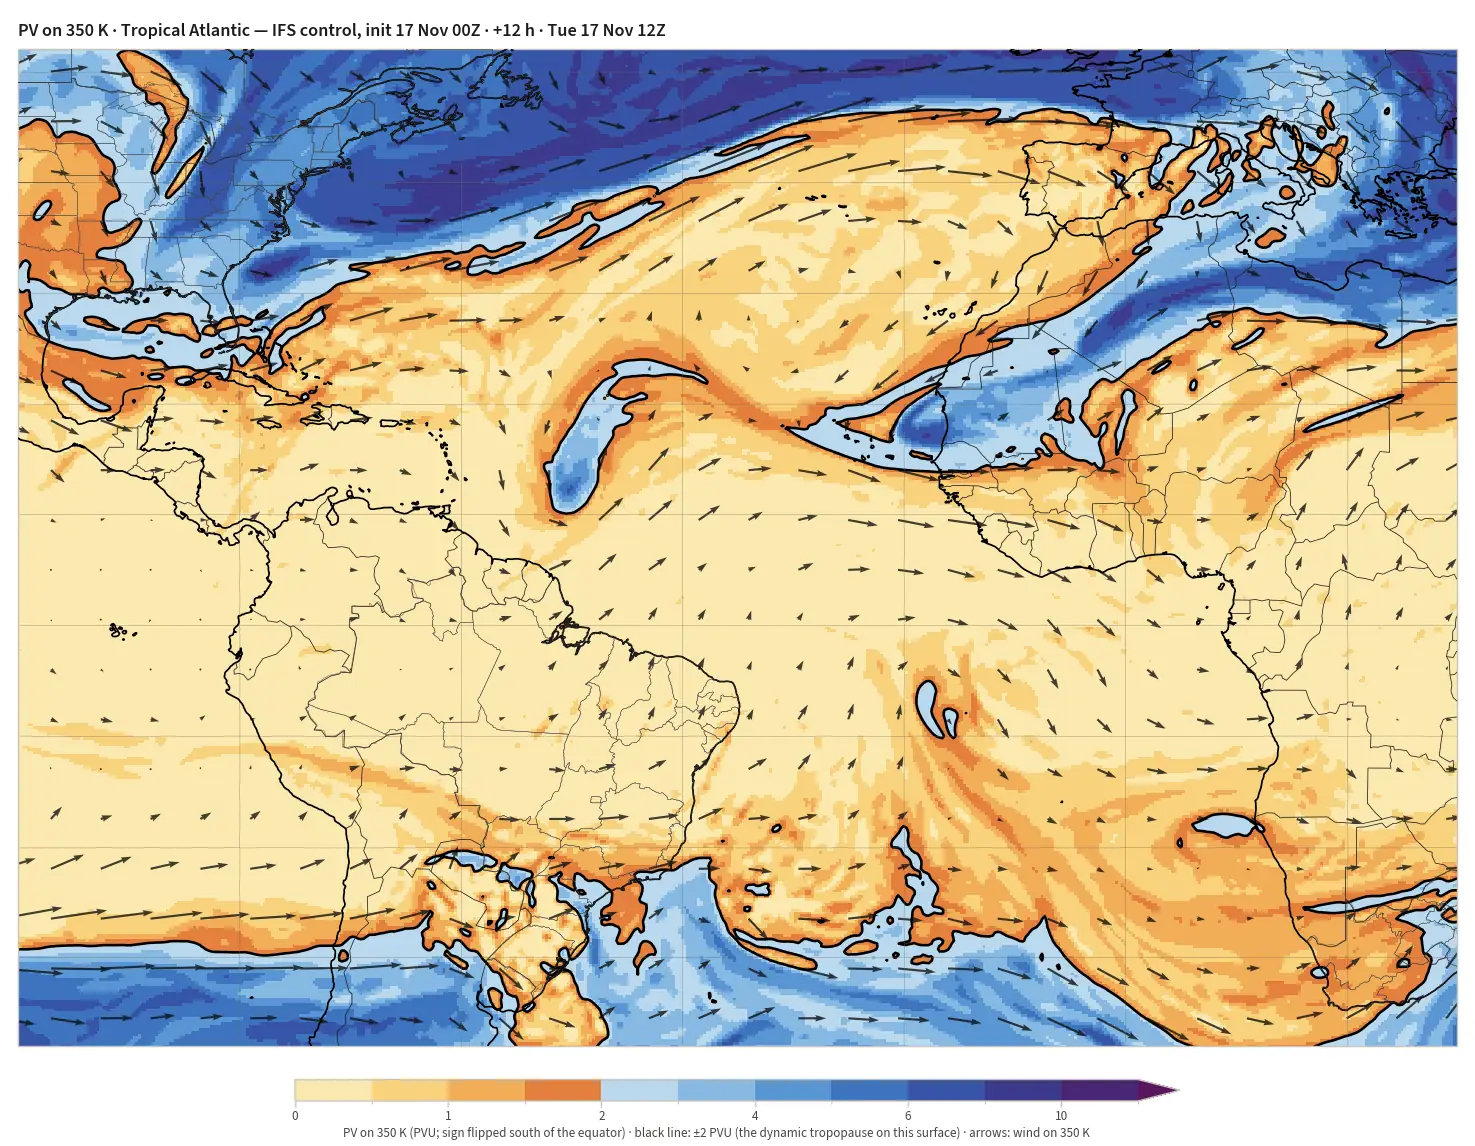 PV on 350 K · Tropical Atlantic — IFS control, init 17 Nov 00Z · +12 h · Tue 17 Nov 12Z
0 1 2 4 6 10
PV on 350 K (PVU; sign flipped south of the equator) · black line: ±2 PVU (the dynamic tropopause on this surface) · arrows: wind on 350 K